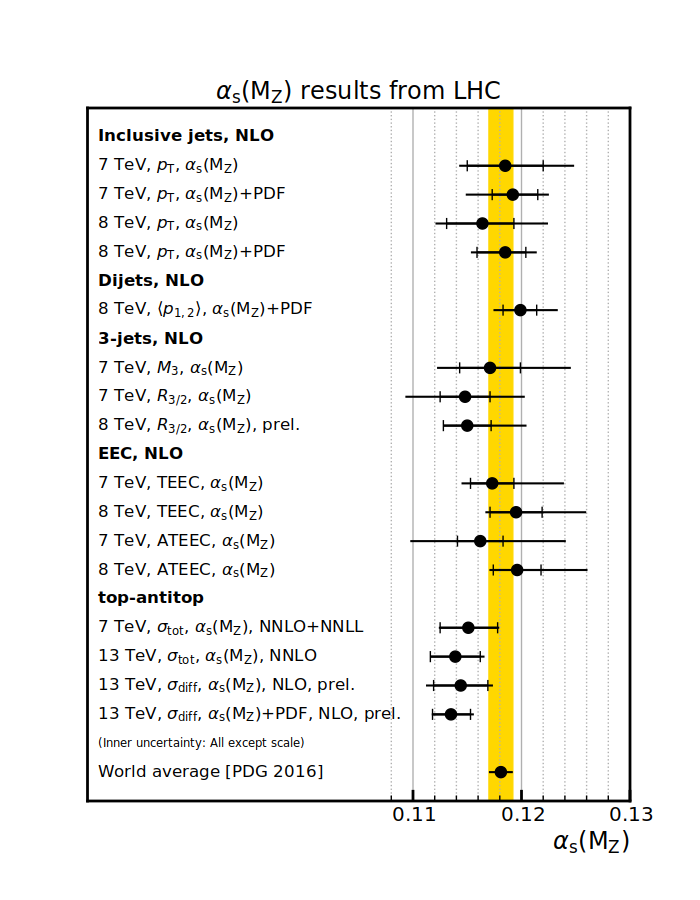 αs(MZ) results from LHC
Inclusive jets, NLO
7 TeV, pT, αs(MZ)
7 TeV, pT, αs(MZ)+PDF
8 TeV, pT, αs(MZ)
8 TeV, pT, αs(MZ)+PDF
Dijets, NLO
8 TeV, ⟨p1,2⟩, αs(MZ)+PDF
3-jets, NLO
7 TeV, M3, αs(MZ)
7 TeV, R3/2, αs(MZ)
8 TeV, R3/2, αs(MZ), prel.
EEC, NLO
7 TeV, TEEC, αs(MZ)
8 TeV, TEEC, αs(MZ)
7 TeV, ATEEC, αs(MZ)
8 TeV, ATEEC, αs(MZ)
top-antitop
7 TeV, σtot, αs(MZ), NNLO+NNLL
13 TeV, σtot, αs(MZ), NNLO
13 TeV, σdiff, αs(MZ), NLO, prel.
13 TeV, σdiff, αs(MZ)+PDF, NLO, prel.
(Inner uncertainty: All except scale)
World average [PDG 2016]
0.11 0.12 0.13
αs(MZ)